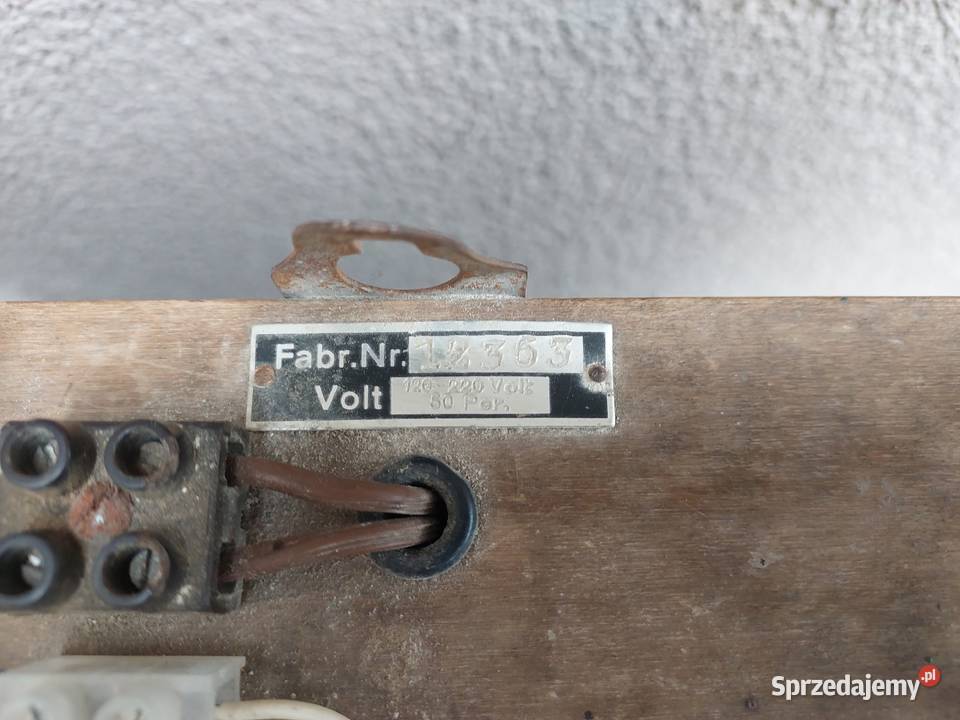 Fabr.Nr. 12363
Volt 120-220 Volt
50 Per.
Sprzedajemy.pl